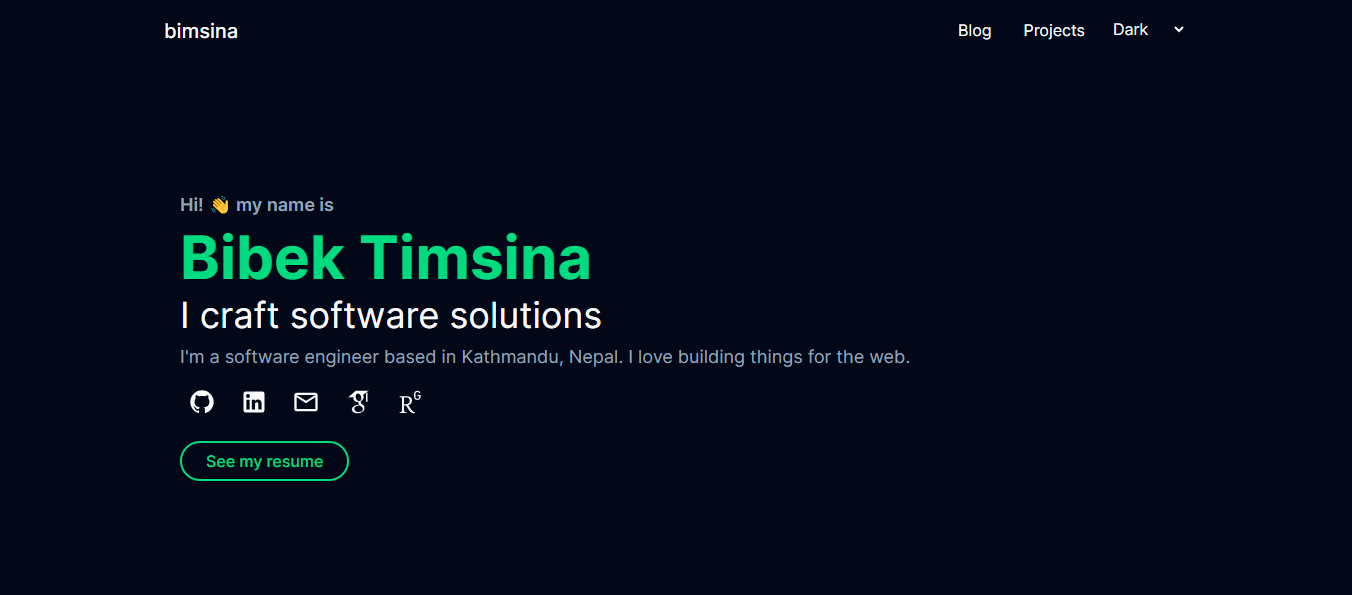 bimsina
Blog Projects Dark
Hi! 👋 my name is
Bibek Timsina
I craft software solutions
I'm a software engineer based in Kathmandu, Nepal. I love building things for the web.
See my resume